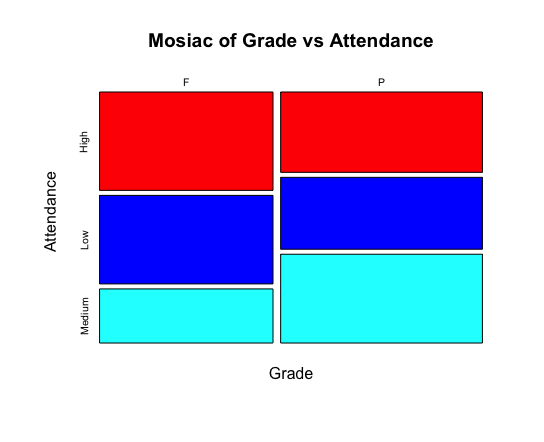 Mosiac of Grade vs Attendance
F
P
High
Low
Medium
Attendance
Grade